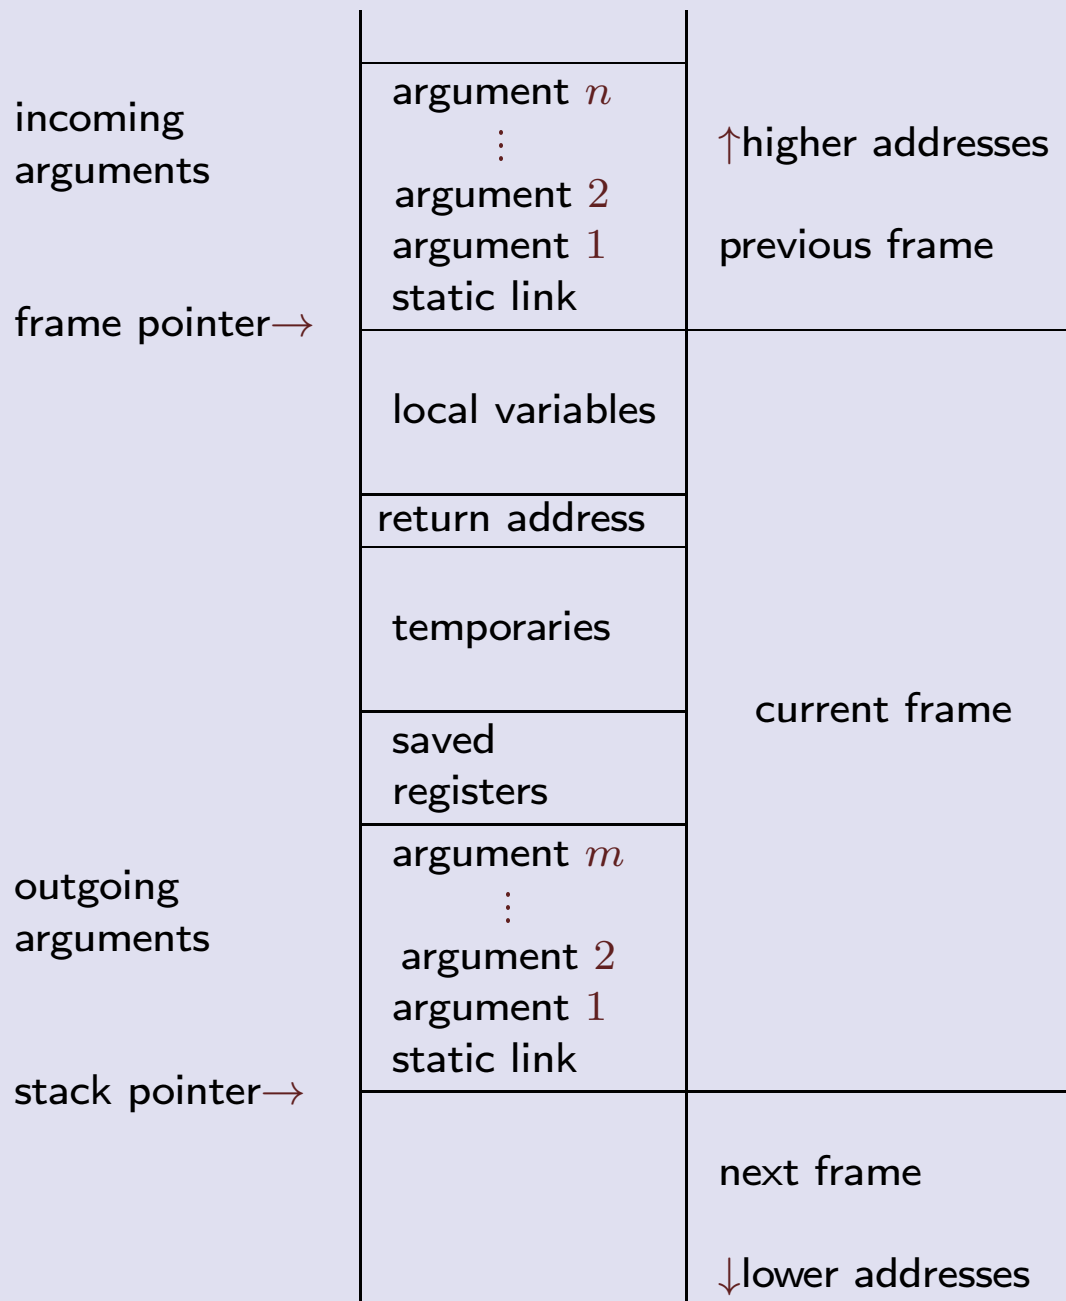 incoming
arguments
frame pointer→
outgoing
arguments
stack pointer→
argument n
⋮
argument 2
argument 1
static link
local variables
return address
temporaries
saved
registers
argument m
⋮
argument 2
argument 1
static link
↑higher addresses
previous frame
current frame
next frame
↓lower addresses